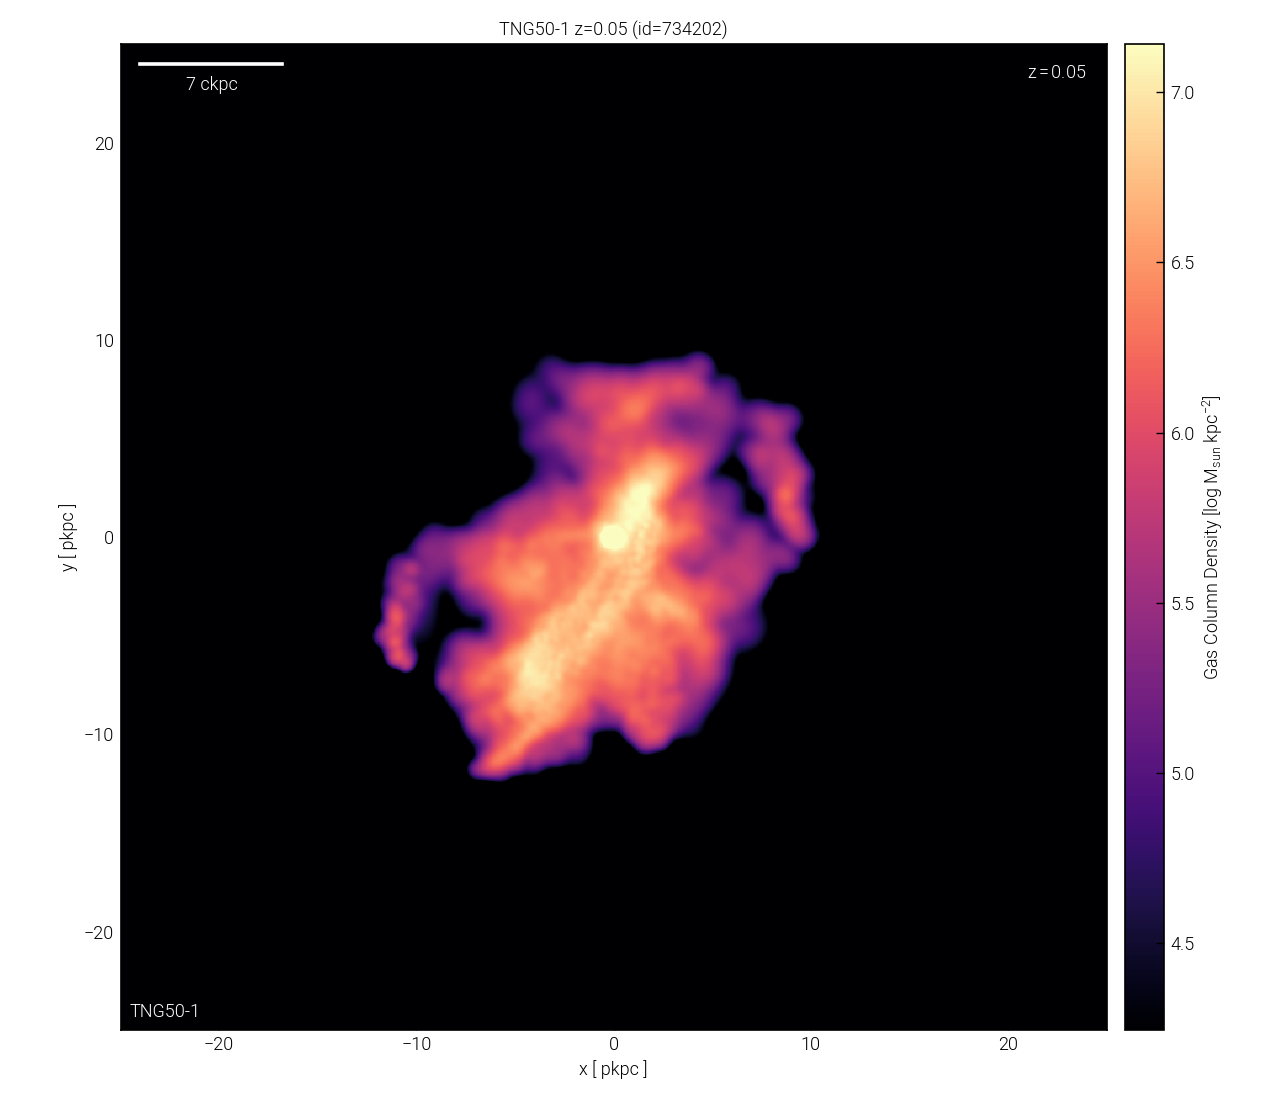 TNG50-1 z=0.05 (id=734202)
7 ckpc
z=0.05
20
10
0
−10
−20
y [ pkpc ]
TNG50-1
−20
−10
0
10
20
x [ pkpc ]
7.0
6.5
6.0
5.5
5.0
4.5
Gas Column Density [log M_sun kpc⁻²]